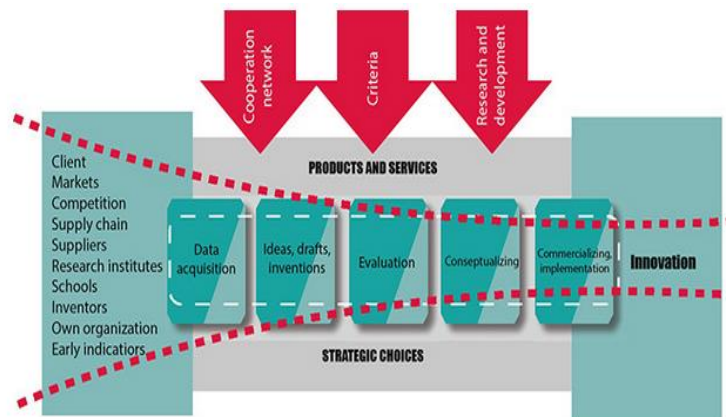 Cooperation
network
Criteria
Research and
development
PRODUCTS AND SERVICES
Client
Markets
Competition
Supply chain
Suppliers
Research institutes
Schools
Inventors
Own organization
Early indicatiors
Data
acquisition
Ideas, drafts,
inventions
Evaluation
Conseptualizing
Commercializing,
implementation
Innovation
STRATEGIC CHOICES